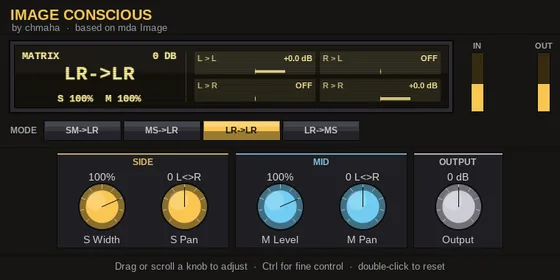 IMAGE CONSCIOUS
by chmaha · based on mda Image
IN
OUT
MATRIX 0 DB
LR->LR
S 100% M 100%
L > L +0.0 dB
R > L OFF
L > R OFF
R > R +0.0 dB
MODE SM->LR MS->LR LR->LR LR->MS
SIDE
100% 0 L<>R
S Width S Pan
MID
100% 0 L<>R
M Level M Pan
OUTPUT
0 dB
Output
Drag or scroll a knob to adjust · Ctrl for fine control · double-click to reset